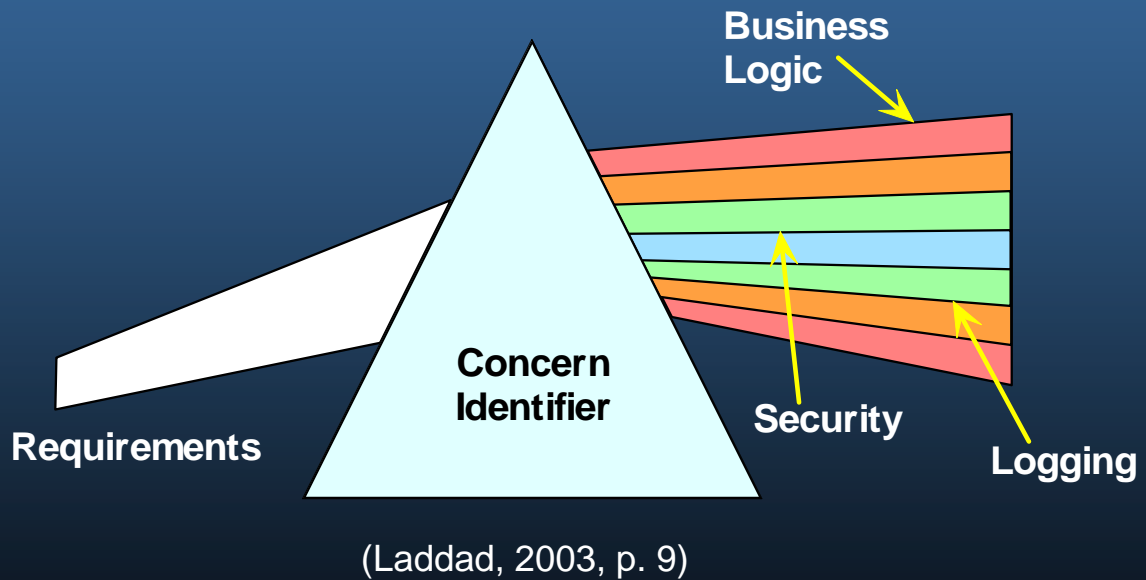 Business
Logic
Concern
Identifier
Requirements
Security
Logging
(Laddad, 2003, p. 9)